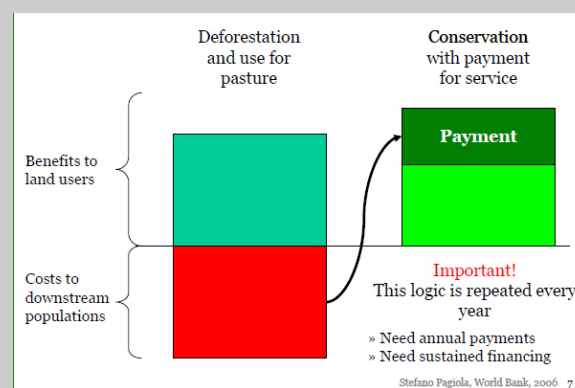 Deforestation
and use for
pasture
Conservation
with payment
for service
Benefits to
land users
Payment
Costs to
downstream
populations
Important!
This logic is repeated every
year
» Need annual payments
» Need sustained financing
Stefano Pagiola, World Bank, 2006 7